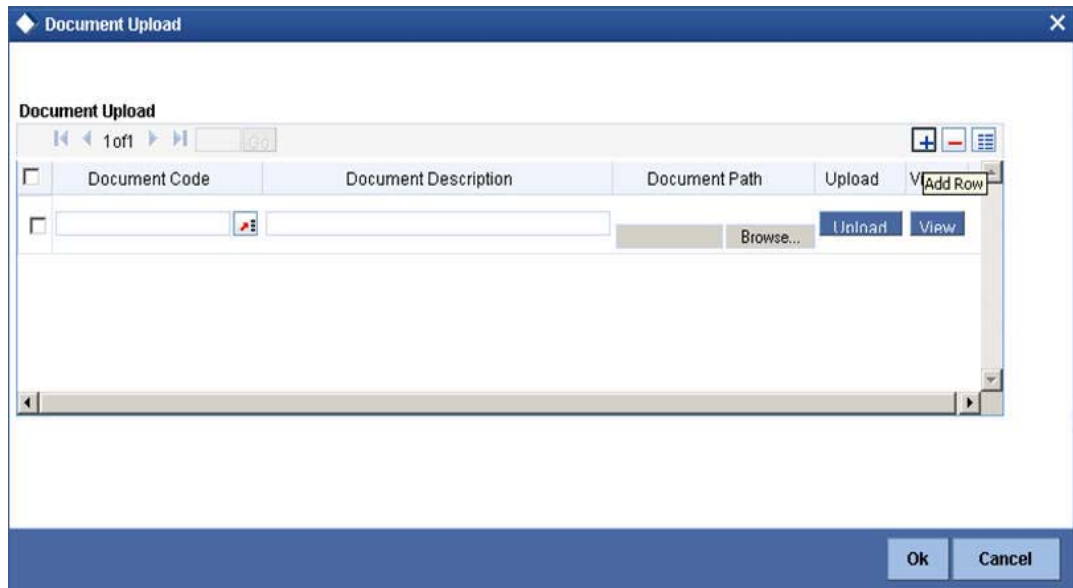 Document Upload
Document Upload
1of1 Go
Document Code Document Description Document Path Upload
Add Row
Browse... Upload View
Ok Cancel